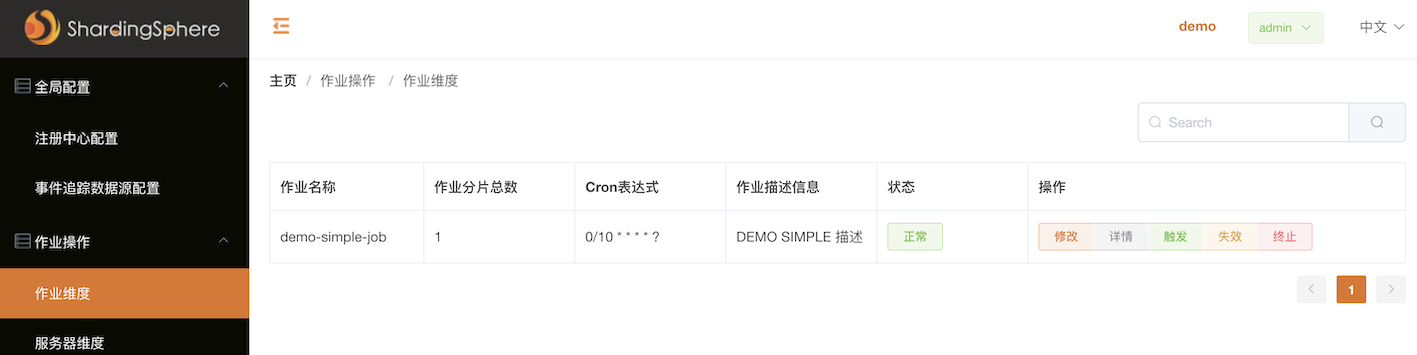 ShardingSphere
demo admin 中文
全局配置
注册中心配置
事件追踪数据源配置
作业操作
作业维度
服务器维度
主页 / 作业操作 / 作业维度
Search
作业名称 作业分片总数 Cron表达式 作业描述信息 状态 操作
demo-simple-job 1 0/10 * * * * ? DEMO SIMPLE 描述 正常 修改 详情 触发 失效 终止
1